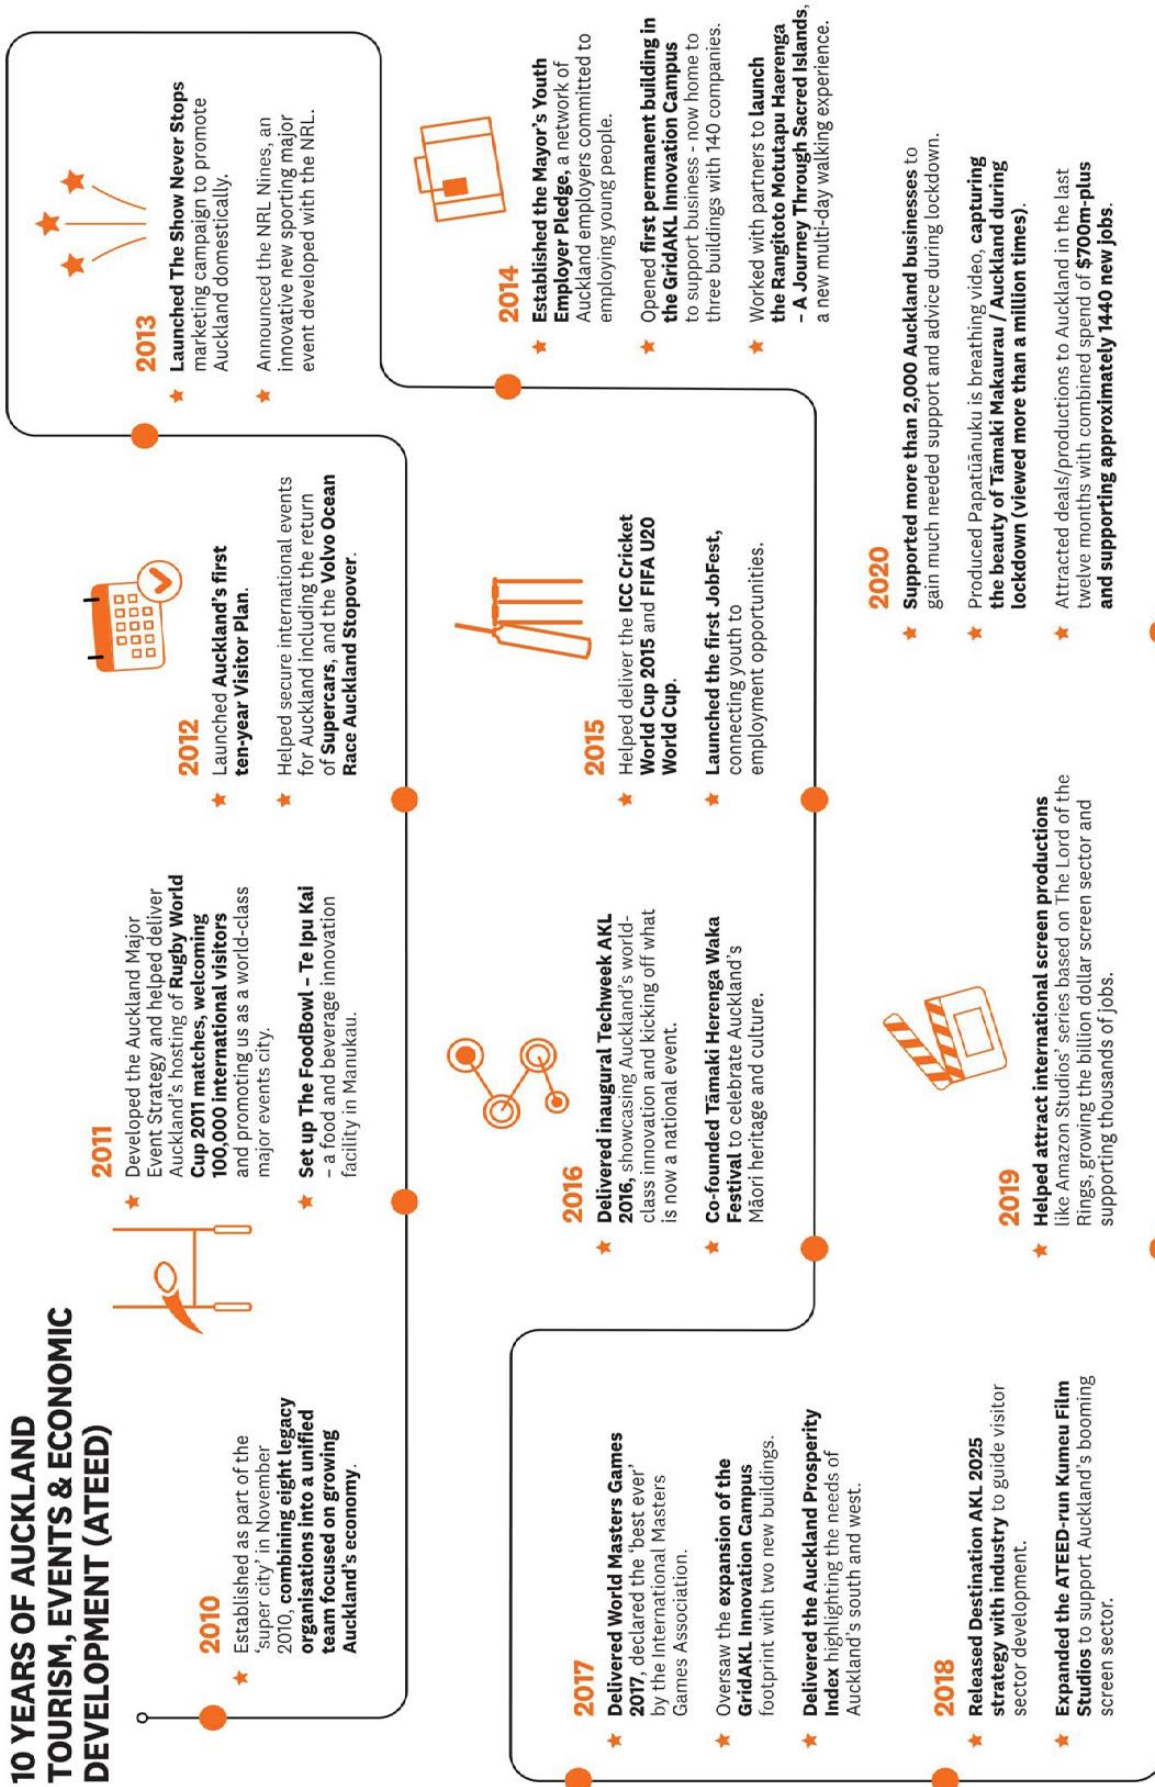 10 YEARS OF AUCKLAND
TOURISM, EVENTS & ECONOMIC
DEVELOPMENT (ATEED)
2010
Established as part of the
‘super city’ in November
2010, combining eight legacy
organisations into a unified
team focused on growing
Auckland’s economy.
2011
Developed the Auckland Major
Event Strategy and helped deliver
Auckland’s hosting of Rugby World
Cup 2011 matches, welcoming
100,000 international visitors
and promoting us as a world-class
major events city.
Set up The FoodBowl – Te Ipu Kai
– a food and beverage innovation
facility in Manukau.
2012
Launched Auckland’s first
ten-year Visitor Plan.
Helped secure international events
for Auckland including the return
of Supercars, and the Volvo Ocean
Race Auckland Stopover.
2013
Launched The Show Never Stops
marketing campaign to promote
Auckland domestically.
Announced the NRL Nines, an
innovative new sporting major
event developed with the NRL.
2014
Established the Mayor’s Youth
Employer Pledge, a network of
Auckland employers committed to
employing young people.
Opened first permanent building in
the GridAKL Innovation Campus
to support business - now home to
three buildings with 140 companies.
Worked with partners to launch
the Rangitoto Motutapu Haerenga
– A Journey Through Sacred Islands,
a new multi-day walking experience.
2015
Helped deliver the ICC Cricket
World Cup 2015 and FIFA U20
World Cup.
Launched the first JobFest,
connecting youth to
employment opportunities.
2016
Delivered inaugural Techweek AKL
2016, showcasing Auckland’s world-
class innovation and kicking off what
is now a national event.
Co-founded Tāmaki Herenga Waka
Festival to celebrate Auckland’s
Māori heritage and culture.
2017
Delivered World Masters Games
2017, declared the ‘best ever’
by the International Masters
Games Association.
Oversaw the expansion of the
GridAKL Innovation Campus
footprint with two new buildings.
Delivered the Auckland Prosperity
Index highlighting the needs of
Auckland’s south and west.
2018
Released Destination AKL 2025
strategy with industry to guide visitor
sector development.
Expanded the ATEED-run Kumeu Film
Studios to support Auckland’s booming
screen sector.
2019
Helped attract international screen productions
like Amazon Studios’ series based on The Lord of the
Rings, growing the billion dollar screen sector and
supporting thousands of jobs.
2020
Supported more than 2,000 Auckland businesses to
gain much needed support and advice during lockdown.
Produced Papatūānuku is breathing video, capturing
the beauty of Tāmaki Makaurau / Auckland during
lockdown (viewed more than a million times).
Attracted deals/productions to Auckland in the last
twelve months with combined spend of $700m-plus
and supporting approximately 1440 new jobs.